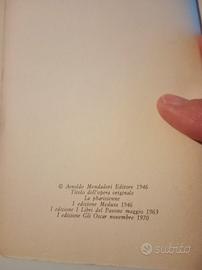 © Arnoldo Mondadori Editore 1946
Titolo dell'opera originale
La pharisienne
I edizione Medusa 1946
I edizione I Libri del Pavone maggio 1963
I edizione Gli Oscar novembre 1970
subito